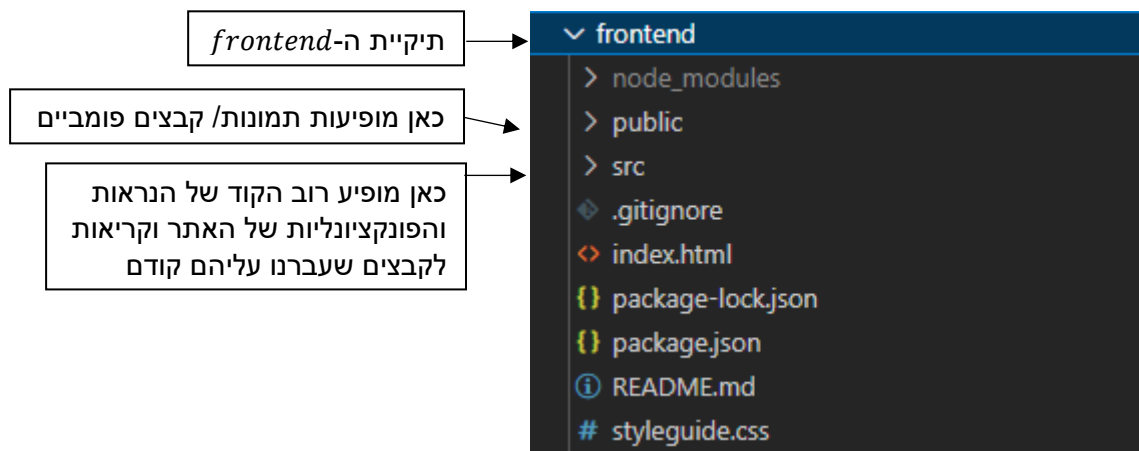 תיקיית ה-frontend
כאן מופיעות תמונות/ קבצים פומביים
כאן מופיע רוב הקוד של הנראות
והפונקציונליות של האתר וקריאות
לקבצים שעברנו עליהם קודם
frontend
node_modules
public
src
.gitignore
index.html
package-lock.json
package.json
README.md
styleguide.css